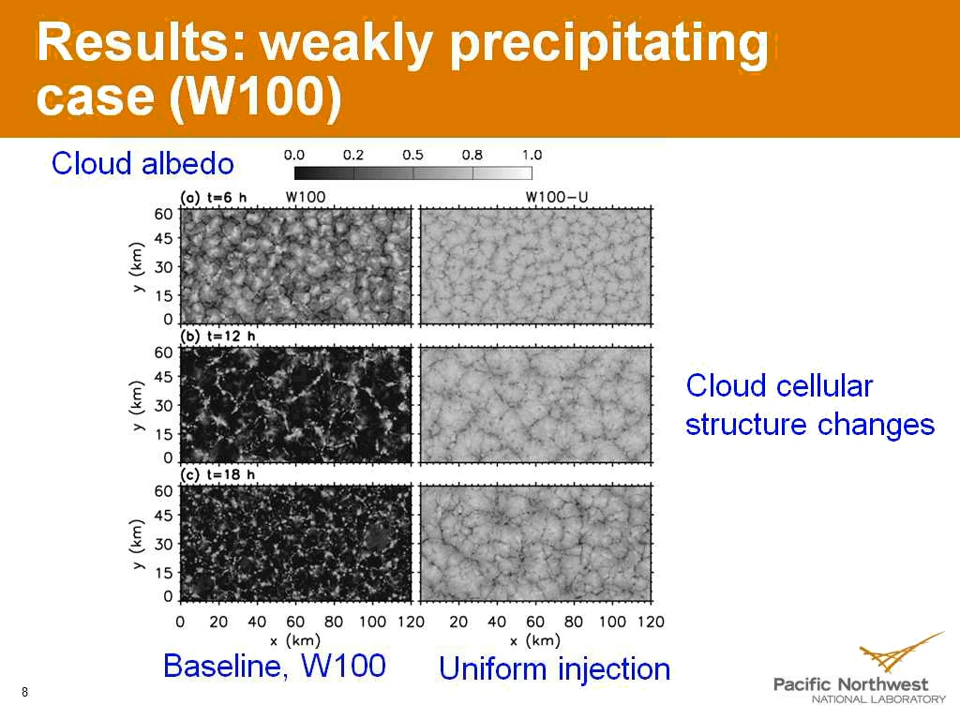 Results: weakly precipitating
case (W100)
Cloud albedo
0.0 0.2 0.5 0.8 1.0
(a) t=6 h W100 W100-U
60
45
30
15
0
y (km)
(b) t=12 h
60
45
30
15
0
y (km)
Cloud cellular
structure changes
(c) t=18 h
60
45
30
15
0
y (km)
0 20 40 60 80 100 120 20 40 60 80 100 120
x (km) x (km)
Baseline, W100 Uniform injection
8
Pacific Northwest
NATIONAL LABORATORY